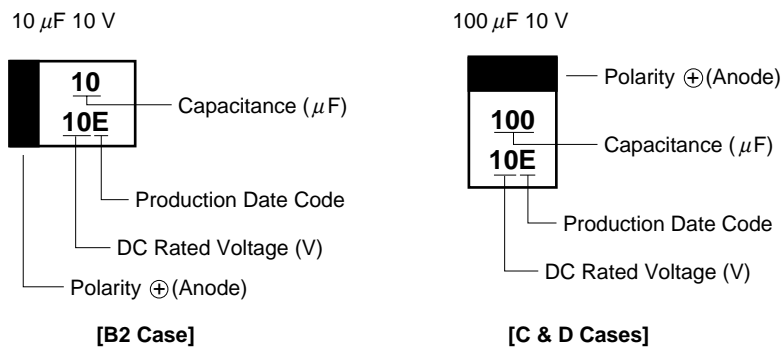 10 μF 10 V
10
10E
Capacitance (μF)
Production Date Code
DC Rated Voltage (V)
Polarity ⊕(Anode)
[B2 Case]
100 μF 10 V
Polarity ⊕(Anode)
100
10E
Capacitance (μF)
Production Date Code
DC Rated Voltage (V)
[C & D Cases]